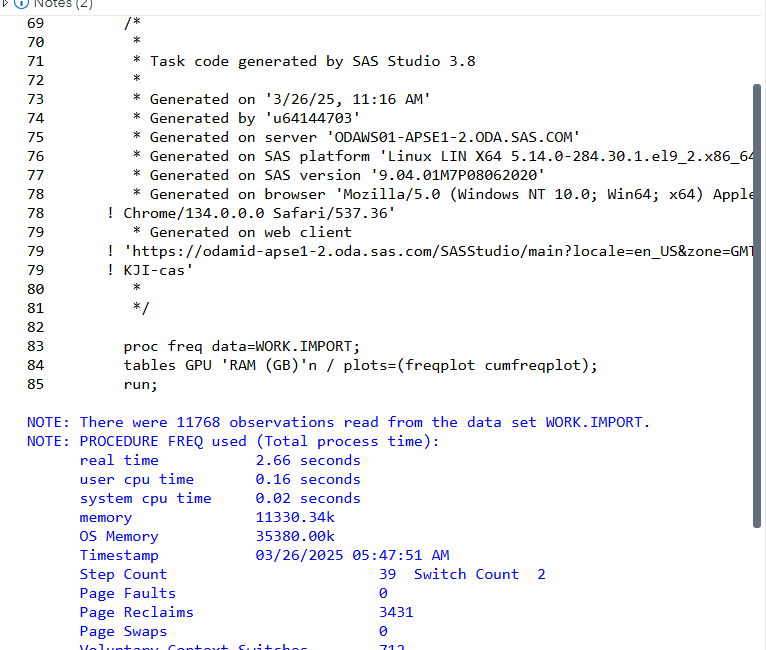 Notes (2)
69 /*
70 *
71 * Task code generated by SAS Studio 3.8
72 *
73 * Generated on '3/26/25, 11:16 AM'
74 * Generated by 'u64144703'
75 * Generated on server 'ODAWS01-APSE1-2.ODA.SAS.COM'
76 * Generated on SAS platform 'Linux LIN X64 5.14.0-284.30.1.el9_2.x86_64
77 * Generated on SAS version '9.04.01M7P08062020'
78 * Generated on browser 'Mozilla/5.0 (Windows NT 10.0; Win64; x64) Apple
78 ! Chrome/134.0.0.0 Safari/537.36'
79 * Generated on web client
79 ! 'https://odamid-apse1-2.oda.sas.com/SASStudio/main?locale=en_US&zone=GMT
79 ! KJI-cas'
80 *
81 */
82
83 proc freq data=WORK.IMPORT;
84 tables GPU 'RAM (GB)'n / plots=(freqplot cumfreqplot);
85 run;
NOTE: There were 11768 observations read from the data set WORK.IMPORT.
NOTE: PROCEDURE FREQ used (Total process time):
real time 2.66 seconds
user cpu time 0.16 seconds
system cpu time 0.02 seconds
memory 11330.34k
OS Memory 35380.00k
Timestamp 03/26/2025 05:47:51 AM
Step Count 39 Switch Count 2
Page Faults 0
Page Reclaims 3431
Page Swaps 0
Voluntary Context Switches 712